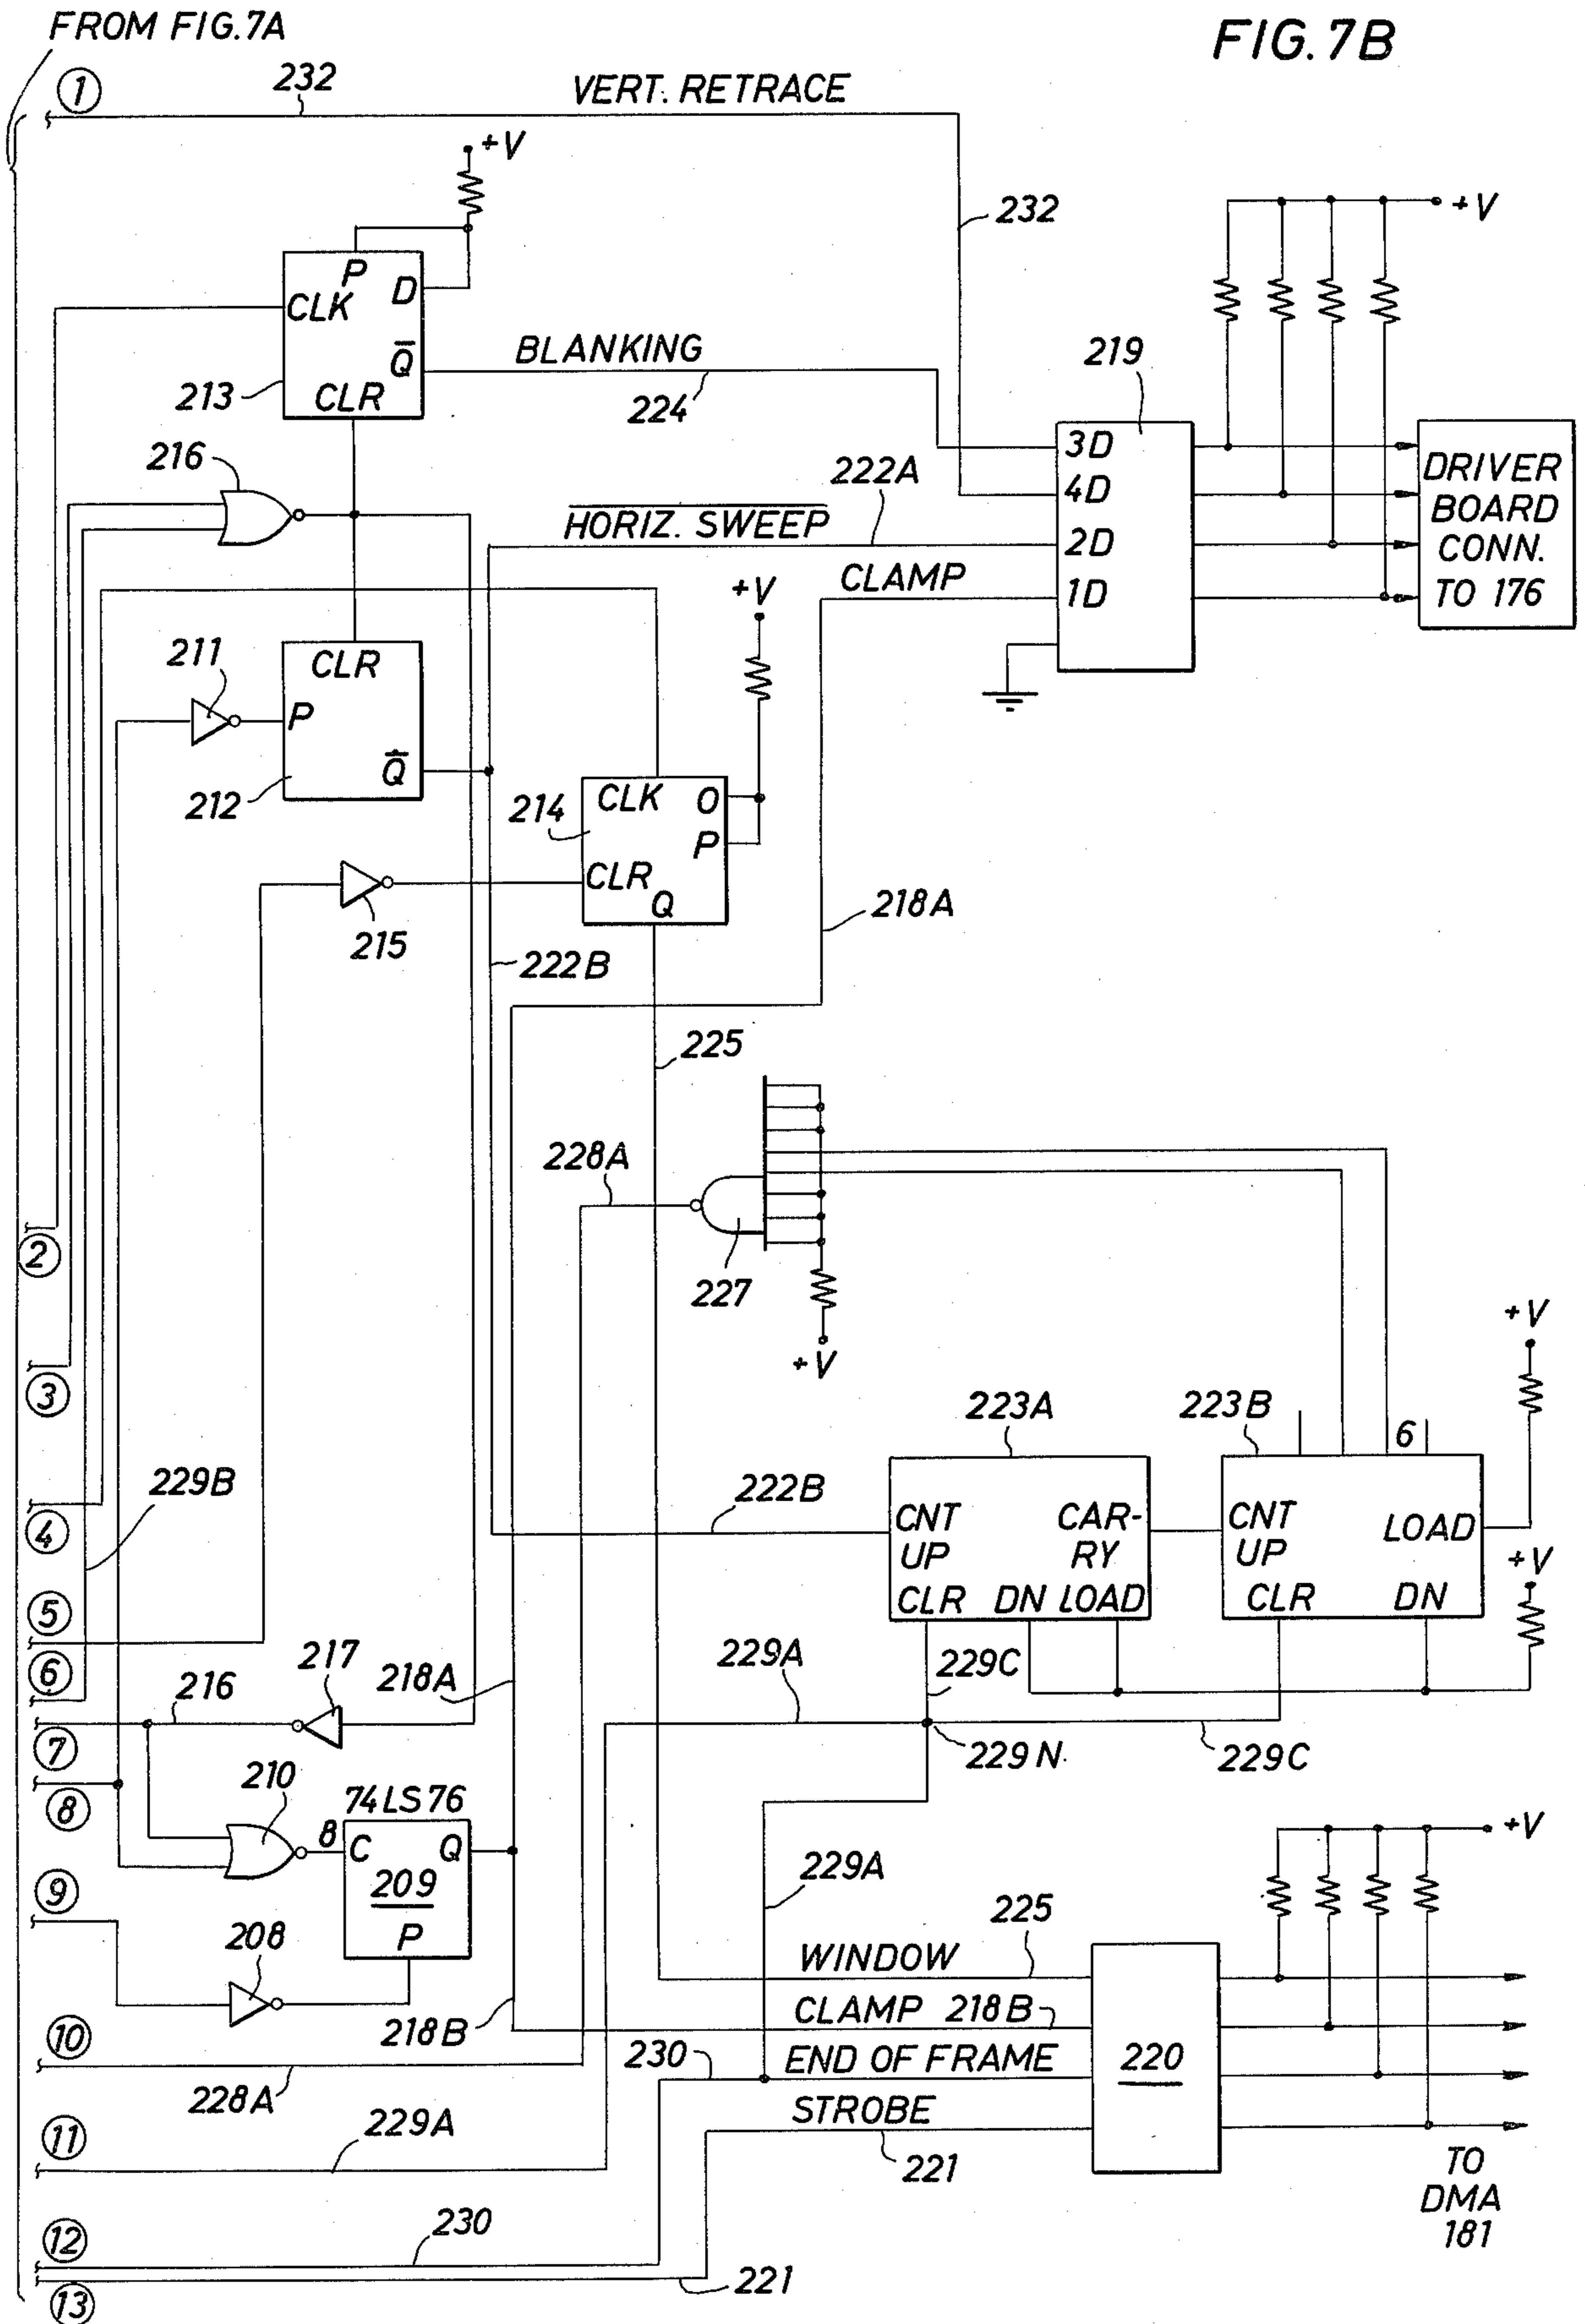 FROM FIG.7A
FIG.7B
①
232
VERT. RETRACE
+V
232
+V
P
D
CLK
Q̅
CLR
213
BLANKING
224
219
216
3D
4D
2D
1D
DRIVER
BOARD
CONN.
TO 176
222A
HORIZ. SWEEP
CLAMP
+V
211
CLR
P
Q̅
212
214
CLK
O
P
CLR
Q
215
218A
222B
225
228A
227
+V
②
③
+V
223A
223B
6
229B
④
222B
CNT
UP
CAR-
RY
CLR
DN
LOAD
CNT
UP
LOAD
CLR
DN
+V
⑤
⑥
216
217
218A
229A
229C
229N
229C
⑦
⑧
210
74LS76
8
C
Q
209
P
+V
⑨
208
229A
225
WINDOW
CLAMP 218B
218B
220
⑩
230
END OF FRAME
228A
STROBE
221
⑪
229A
TO
DMA
181
⑫
230
221
⑬